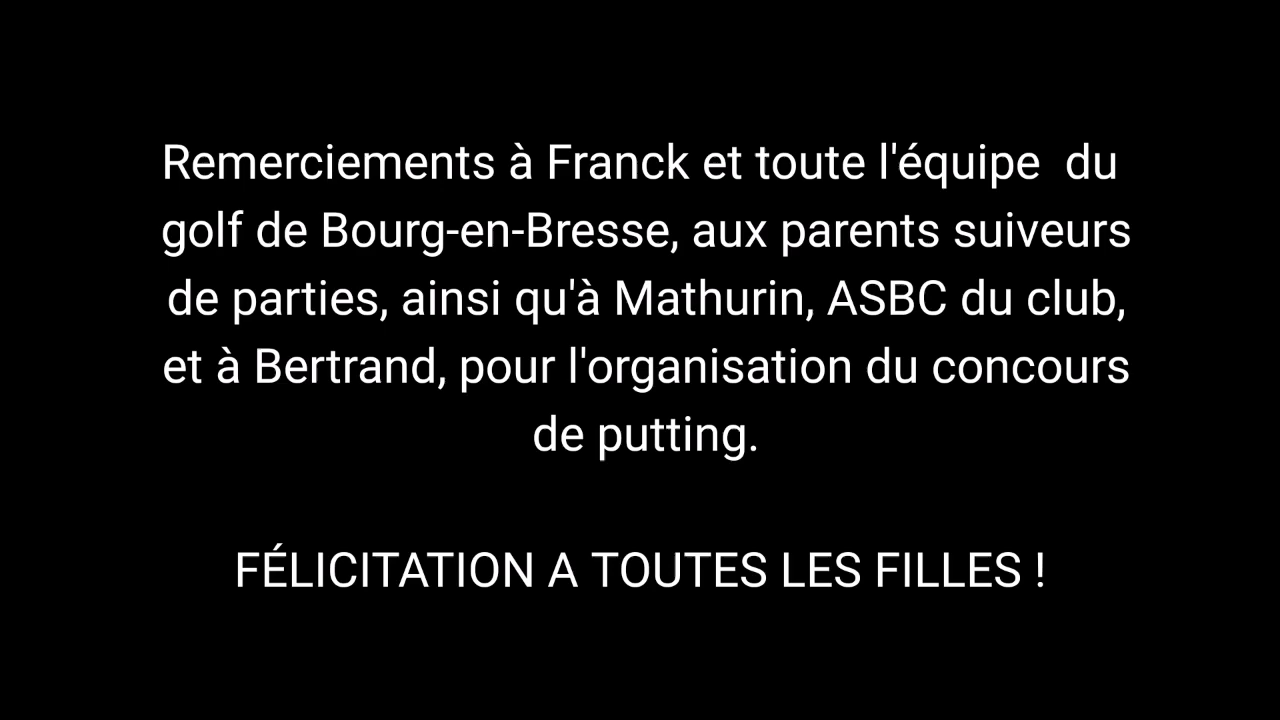 Remerciements à Franck et toute l'équipe  du
golf de Bourg-en-Bresse, aux parents suiveurs
de parties, ainsi qu'à Mathurin, ASBC du club,
et à Bertrand, pour l'organisation du concours
de putting.
FÉLICITATION A TOUTES LES FILLES !